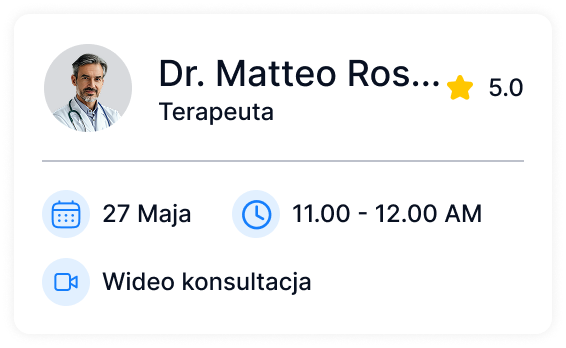 Dr. Matteo Ros...
5.0
Terapeuta
27 Maja
11.00 - 12.00 AM
Wideo konsultacja